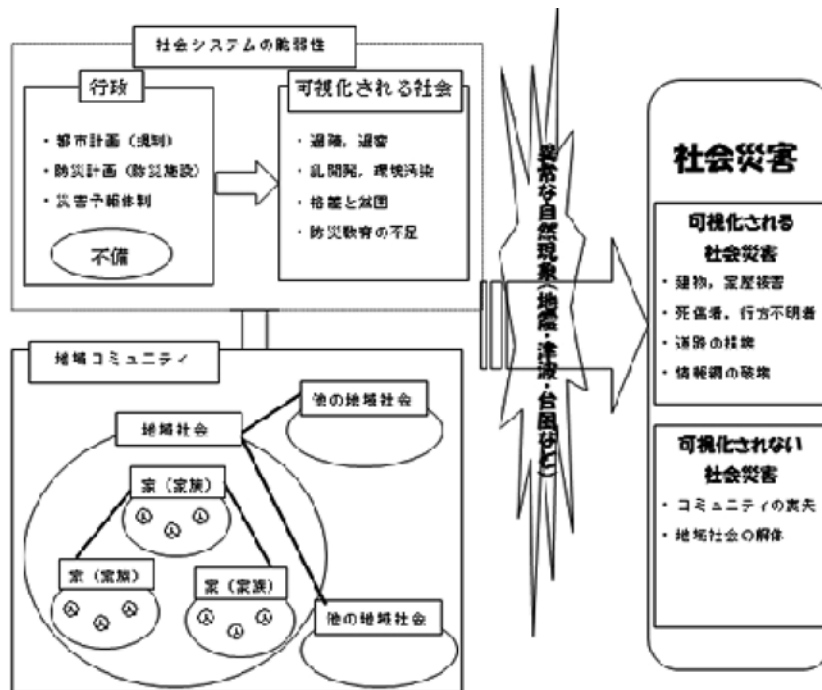 社会システムの脆弱性
行政
・都市計画（規制）
・防災計画（防災施設）
・災害予報体制
不備
可視化される社会
・過疎，過密
・乱開発，環境汚染
・格差と貧困
・防災教育の不足
地域コミュニティ
地域社会
他の地域社会
家（家族）
人 人 人
家（家族）
人 人 人
家（家族）
人 人 人
他の地域社会
異常な自然現象（地震・津波・台風など）
社会災害
可視化される
社会災害
・建物，家屋被害
・死傷者，行方不明者
・道路の損壊
・情報網の破壊
可視化されない
社会災害
・コミュニティの喪失
・地域社会の解体